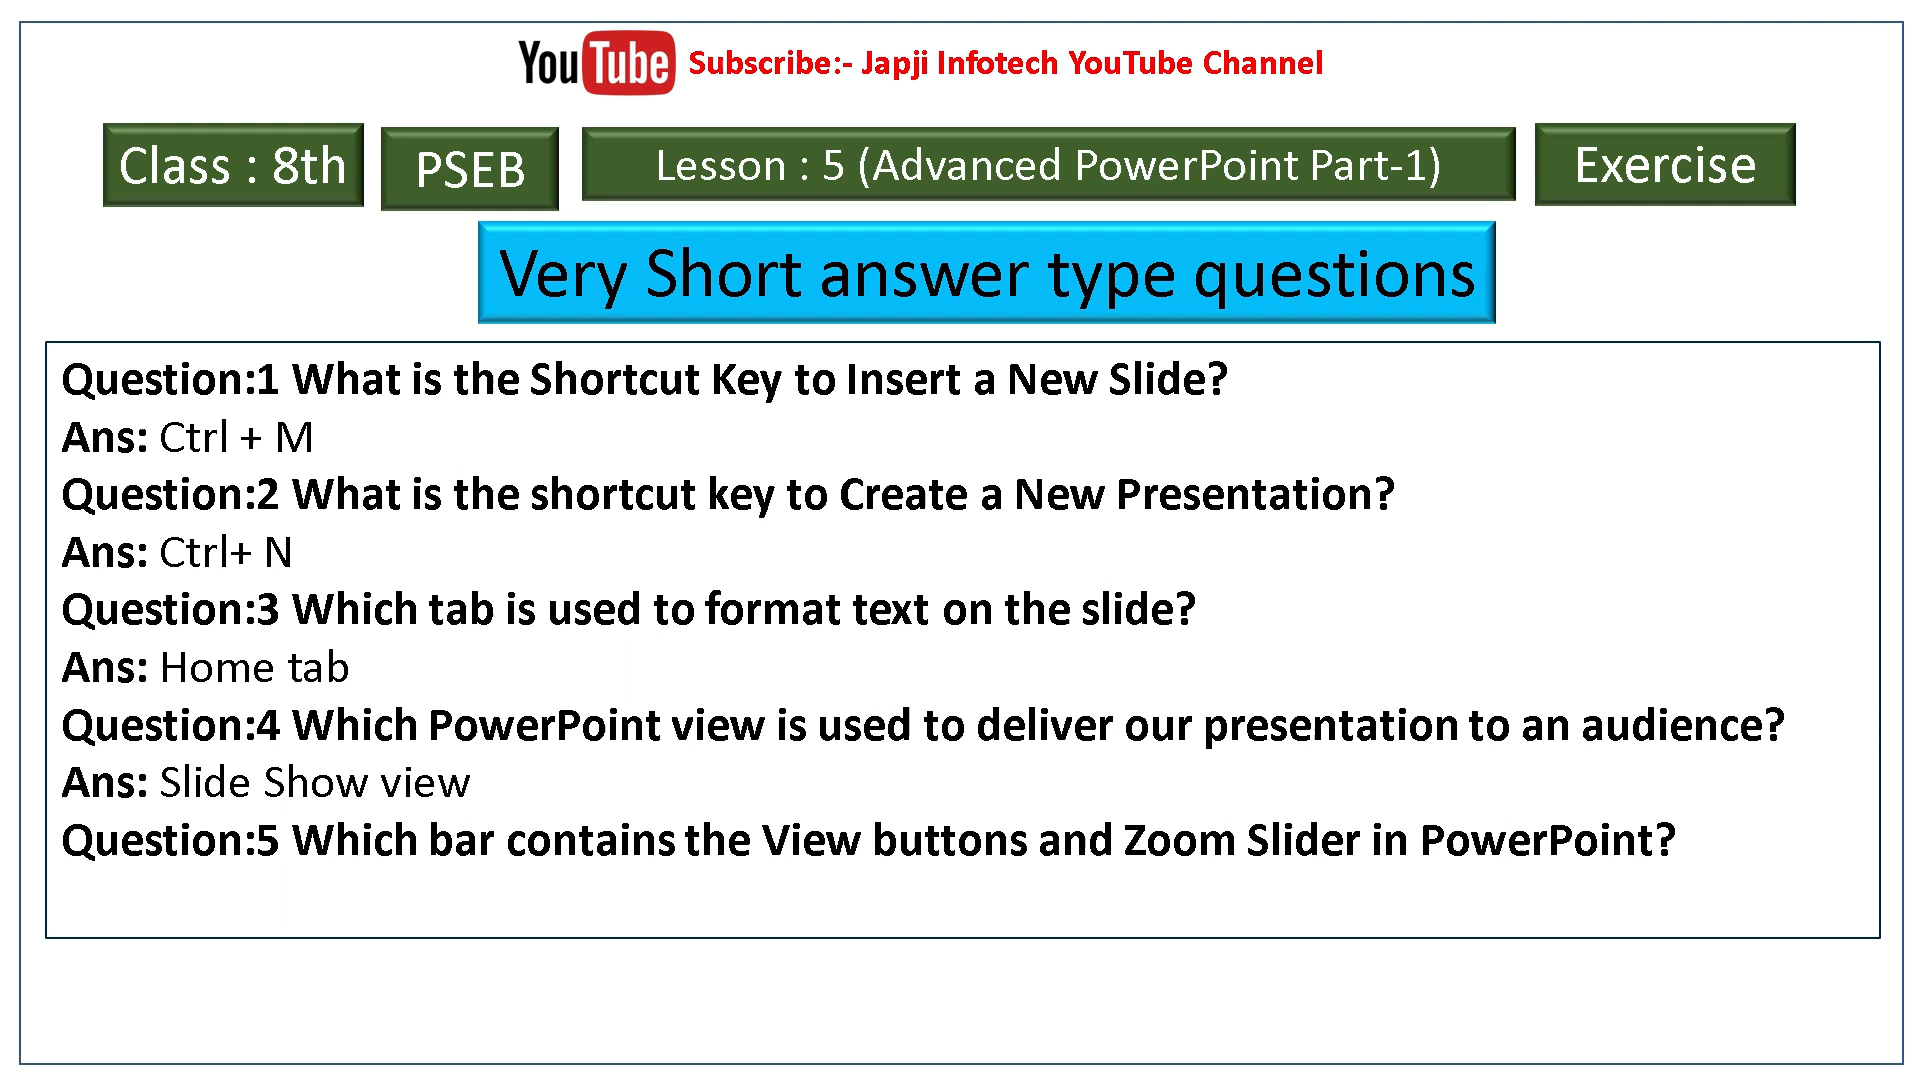 YouTube Subscribe:- Japji Infotech YouTube Channel
Class : 8th PSEB Lesson : 5 (Advanced PowerPoint Part-1) Exercise
Very Short answer type questions
Question:1 What is the Shortcut Key to Insert a New Slide?
Ans: Ctrl + M
Question:2 What is the shortcut key to Create a New Presentation?
Ans: Ctrl+ N
Question:3 Which tab is used to format text on the slide?
Ans: Home tab
Question:4 Which PowerPoint view is used to deliver our presentation to an audience?
Ans: Slide Show view
Question:5 Which bar contains the View buttons and Zoom Slider in PowerPoint?